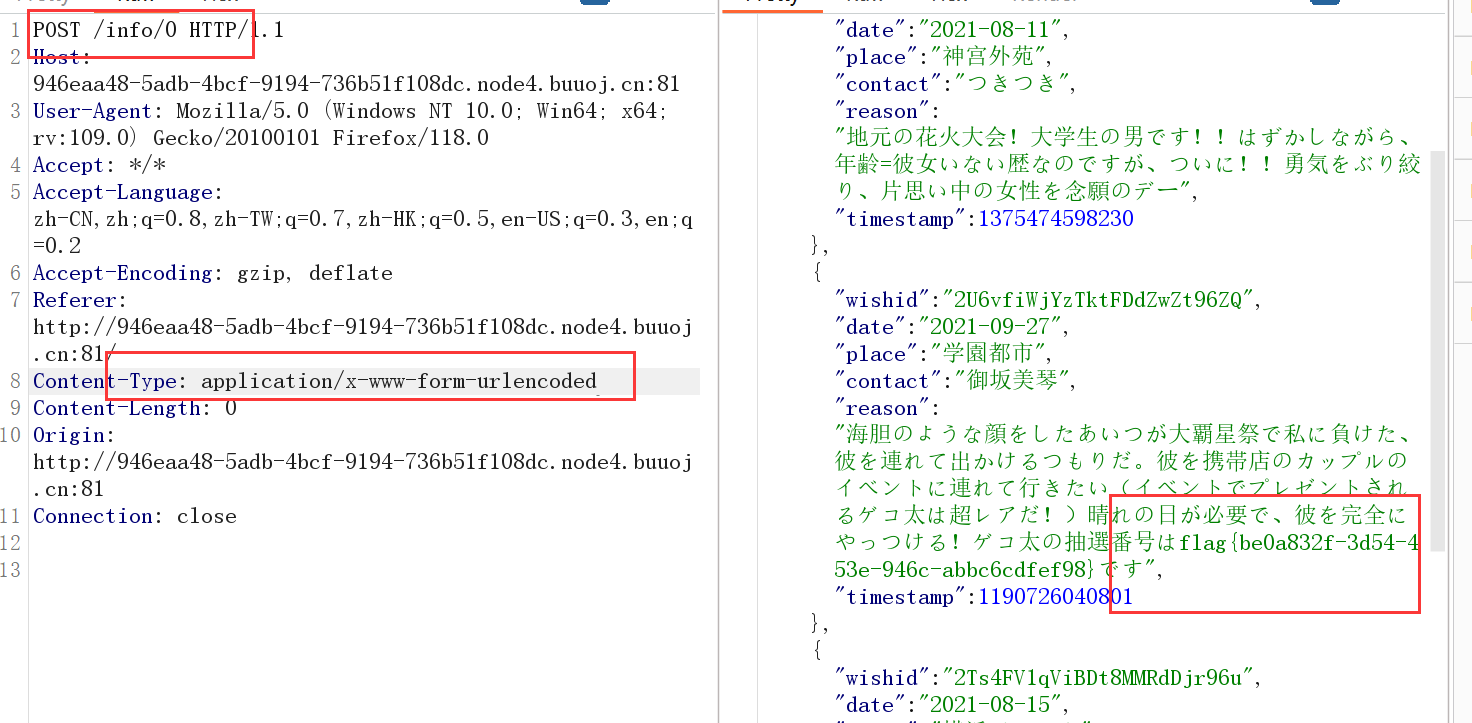 1 POST /info/0 HTTP/1.1
2 Host:
946eaa48-5adb-4bcf-9194-736b51f108dc.node4.buuoj.cn:81
3 User-Agent: Mozilla/5.0 (Windows NT 10.0; Win64; x64;
rv:109.0) Gecko/20100101 Firefox/118.0
4 Accept: */*
5 Accept-Language:
zh-CN,zh;q=0.8,zh-TW;q=0.7,zh-HK;q=0.5,en-US;q=0.3,en;q
=0.2
6 Accept-Encoding: gzip, deflate
7 Referer:
http://946eaa48-5adb-4bcf-9194-736b51f108dc.node4.buuoj
.cn:81/
8 Content-Type: application/x-www-form-urlencoded
9 Content-Length: 0
10 Origin:
http://946eaa48-5adb-4bcf-9194-736b51f108dc.node4.buuoj
.cn:81
11 Connection: close
12
13
"date":"2021-08-11",
"place":"神宮外苑",
"contact":"つきつき",
"reason":
"地元の花火大会！大学生の男です！！はずかしながら、
年齢=彼女いない歴なのですが、ついに！！勇気をぶり絞
り、片思い中の女性を念願のデー",
"timestamp":1375474598230
},
{
"wishid":"2U6vfiWjYzTktFDdZwZt96ZQ",
"date":"2021-09-27",
"place":"学園都市",
"contact":"御坂美琴",
"reason":
"海胆のような顔をしたあいつが大覇星祭で私に負けた、
彼を連れて出かけるつもりだ。彼を携帯店のカップルの
イベントに連れて行きたい（イベントでプレゼントされ
るゲコ太は超レアだ！）晴れの日が必要で、彼を完全に
やっつける！ゲコ太の抽選番号はflag{be0a832f-3d54-4
53e-946c-abbc6cdfef98}です",
"timestamp":1190726040801
},
{
"wishid":"2Ts4FV1qViBDt8MMRdDjr96u",
"date":"2021-08-15",